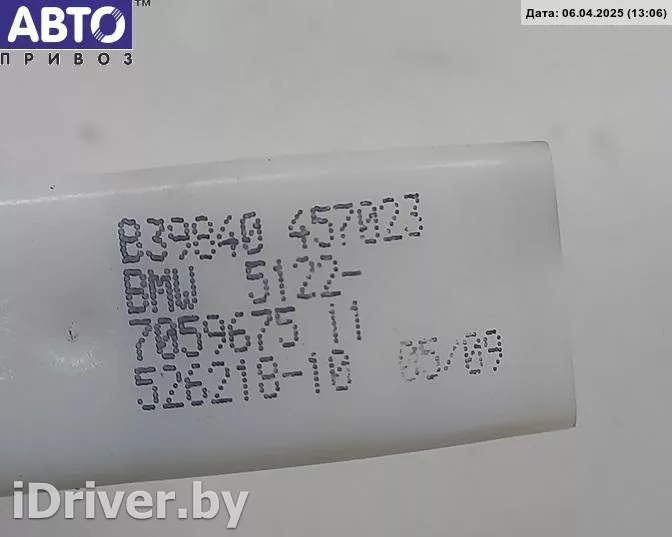 АВТО
ПРИВОЗ
Дата: 06.04.2025 (13:06)
B39840 457023
BMW 5122-
7059675 11
526218-10 05/09
iDriver.by